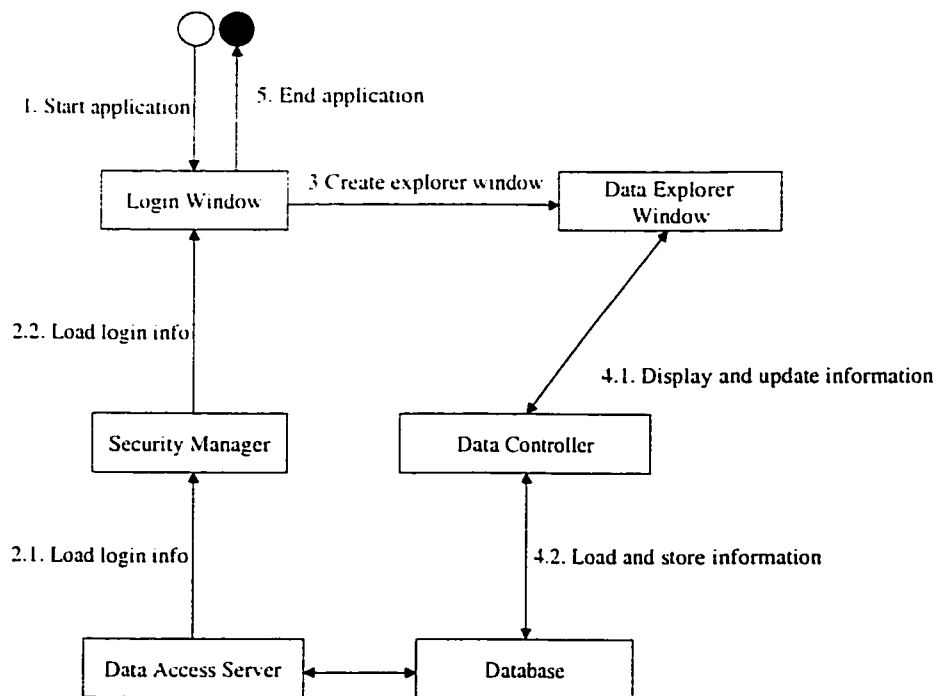 1. Start application
5. End application
Login Window
3 Create explorer window
Data Explorer
Window
2.2. Load login info
4.1. Display and update information
Security Manager
Data Controller
2.1. Load login info
4.2. Load and store information
Data Access Server
Database